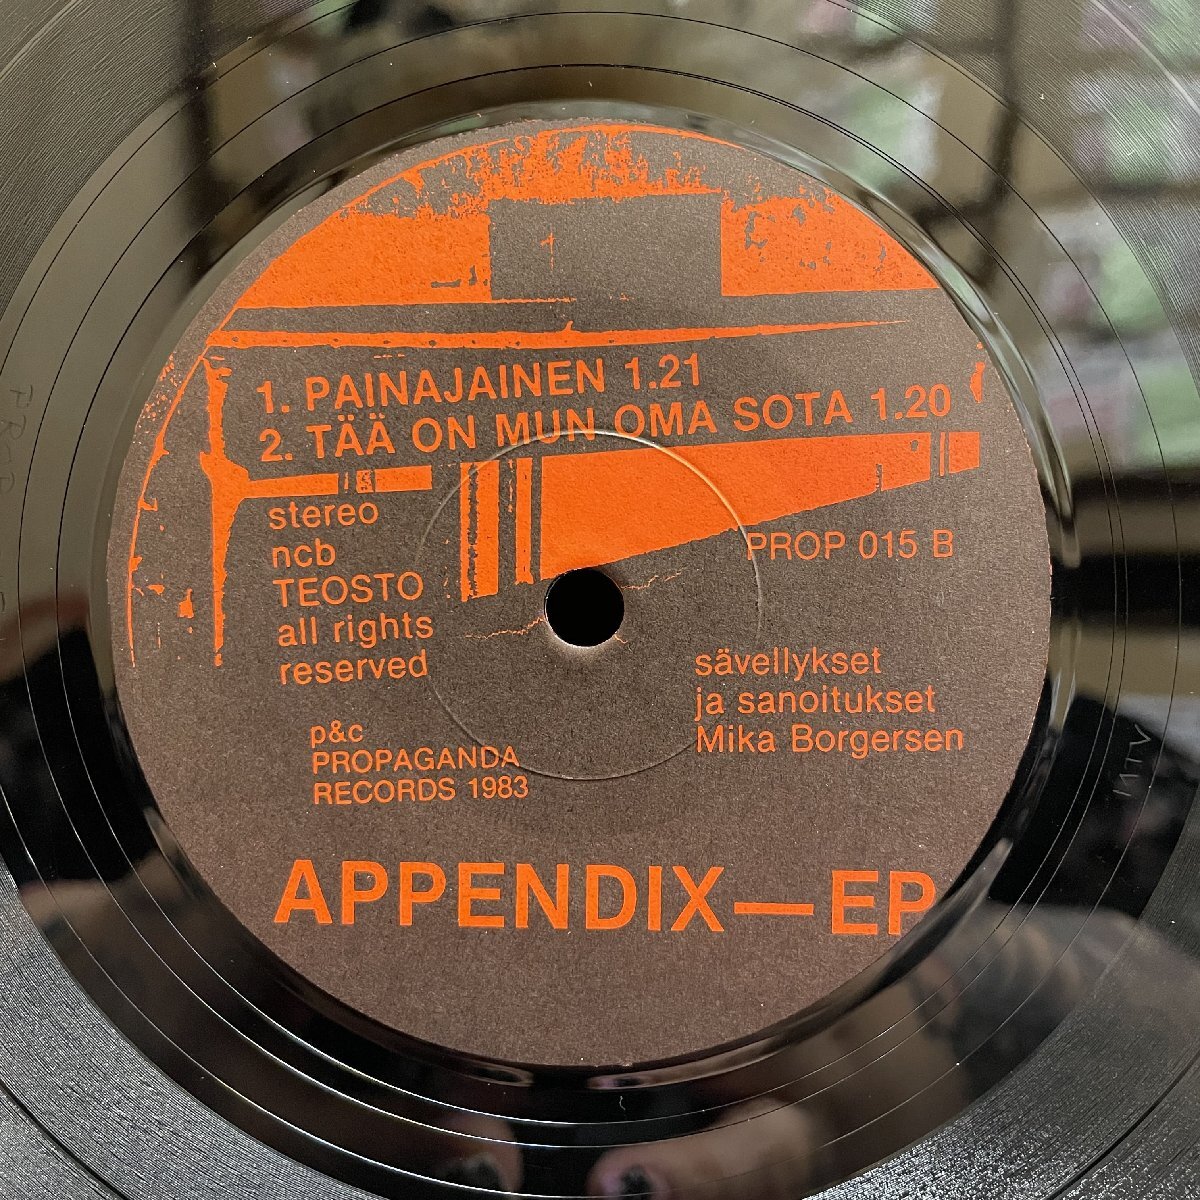 1. PAINAJAINEN 1.21
2. TÄÄ ON MUN OMA SOTA 1.20
stereo
ncb
TEOSTO
all rights
reserved
PROP 015 B
sävellykset
ja sanoitukset
Mika Borgersen
p&c
PROPAGANDA
RECORDS 1983
APPENDIX—EP
ALVI